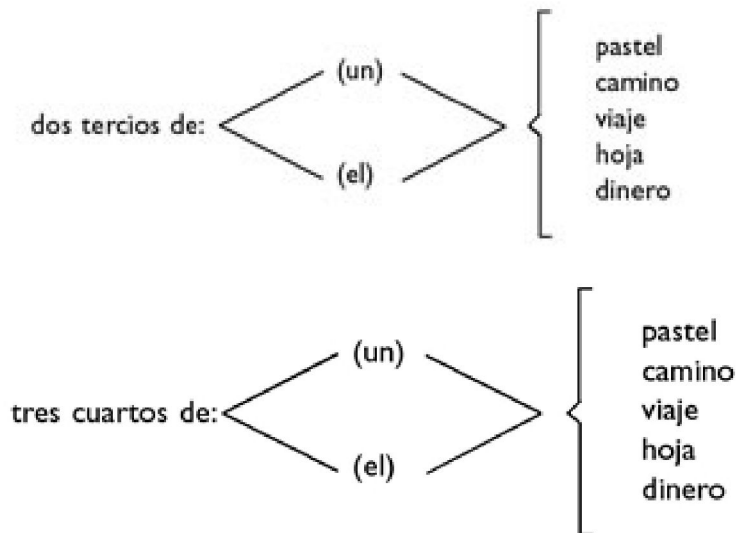 (un)
dos tercios de:
(el)
pastel
camino
viaje
hoja
dinero
(un)
tres cuartos de:
(el)
pastel
camino
viaje
hoja
dinero